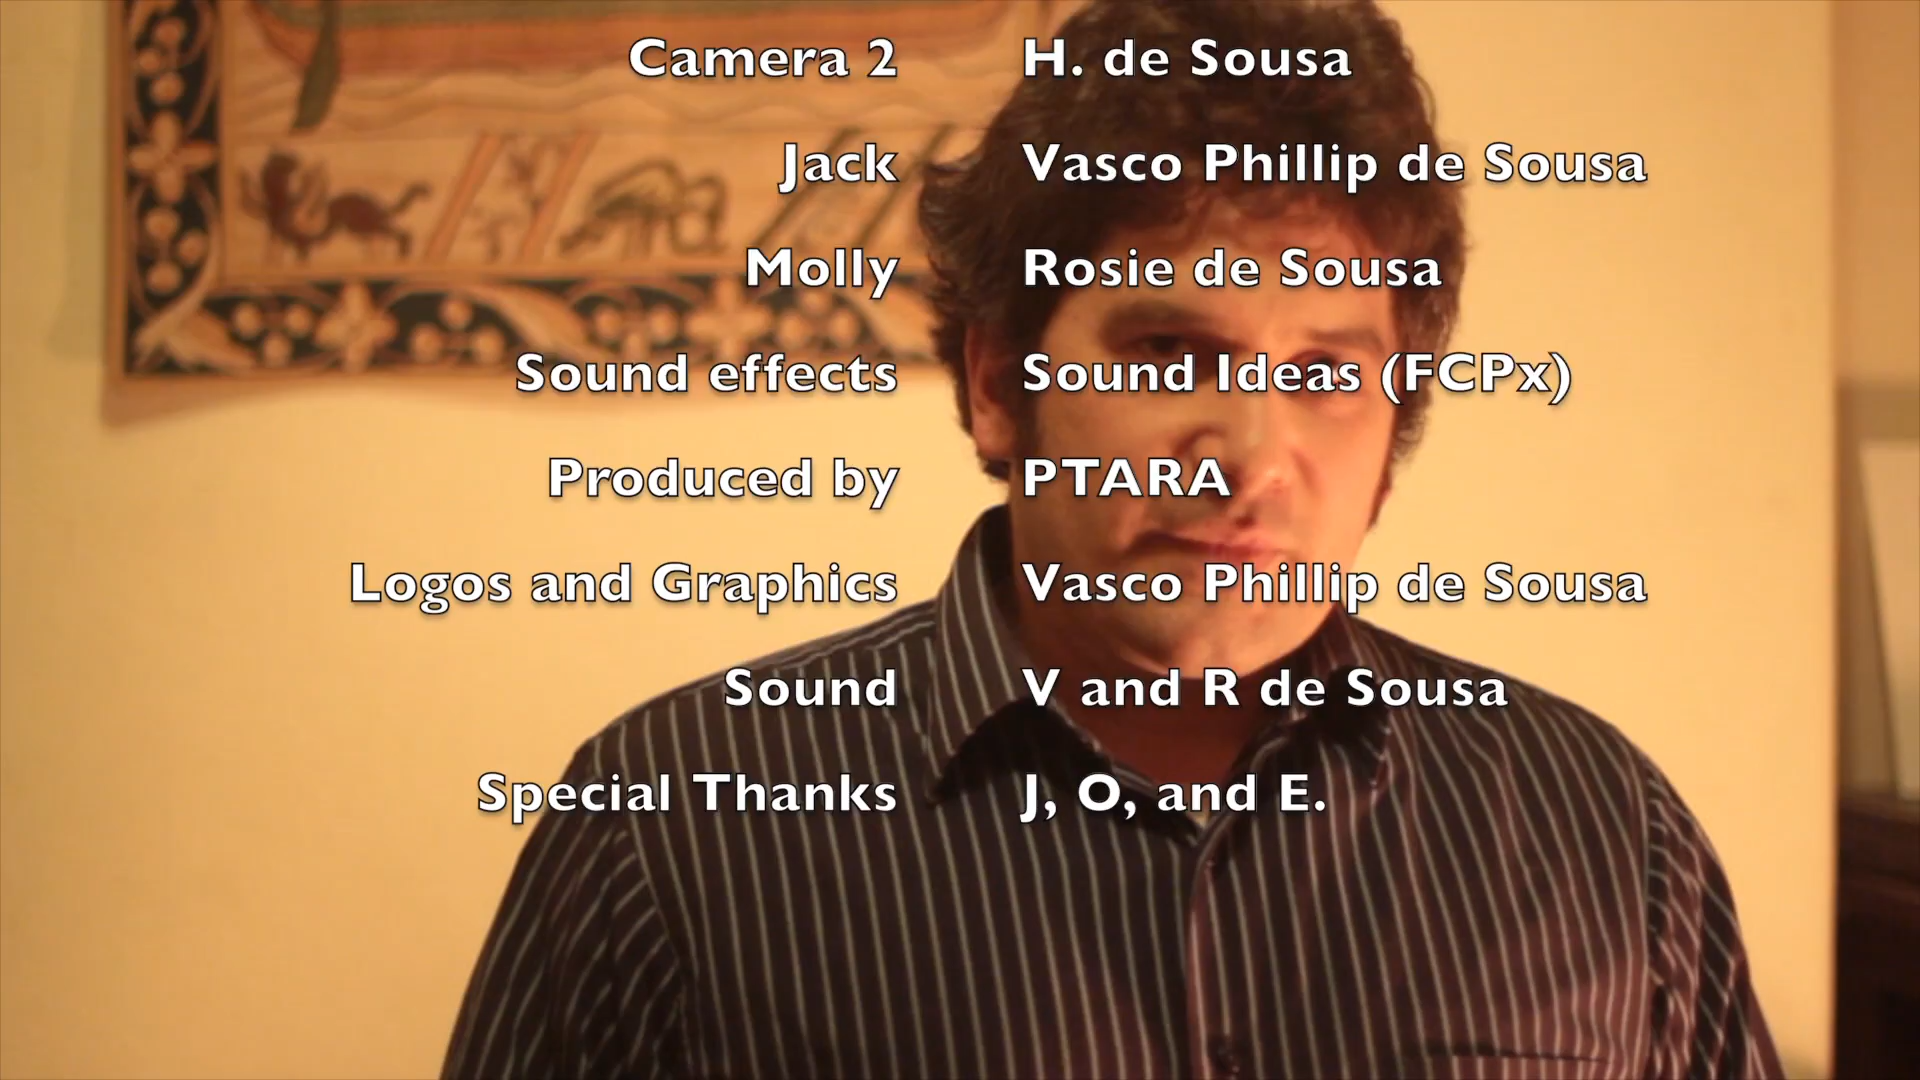 Camera 2 H. de Sousa
Jack Vasco Phillip de Sousa
Molly Rosie de Sousa
Sound effects Sound Ideas (FCPx)
Produced by PTARA
Logos and Graphics Vasco Phillip de Sousa
Sound V and R de Sousa
Special Thanks J, O, and E.